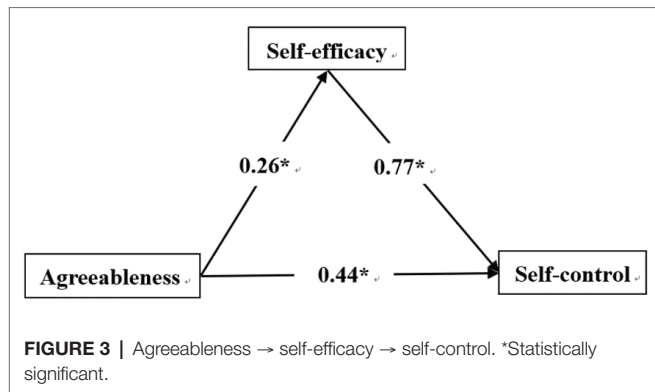 Self-efficacy
0.26*
0.77*
Agreeableness
0.44*
Self-control
FIGURE 3 | Agreeableness → self-efficacy → self-control. *Statistically
significant.